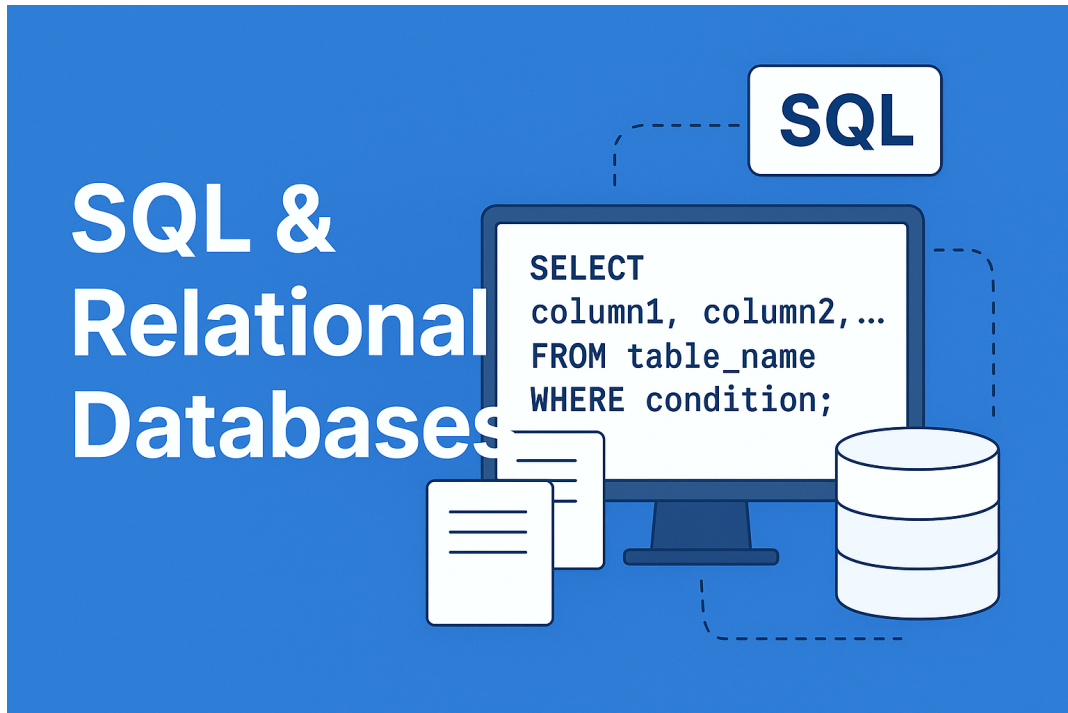 SQL &
Relational
Databases
SQL
SELECT
column1, column2,...
FROM table_name
WHERE condition;